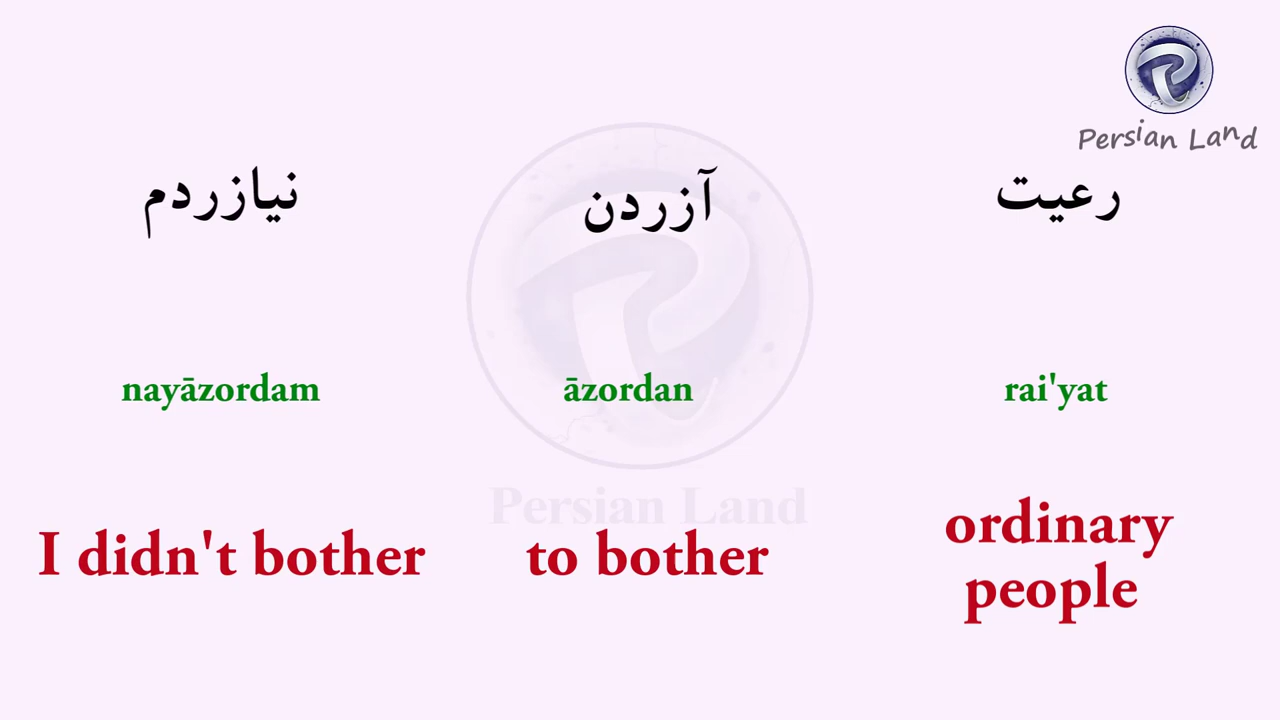 Persian Land
رعیت
آزردن
نیازردم
rai'yat
āzordan
nayāzordam
ordinary
people
to bother
I didn't bother
Persian Land